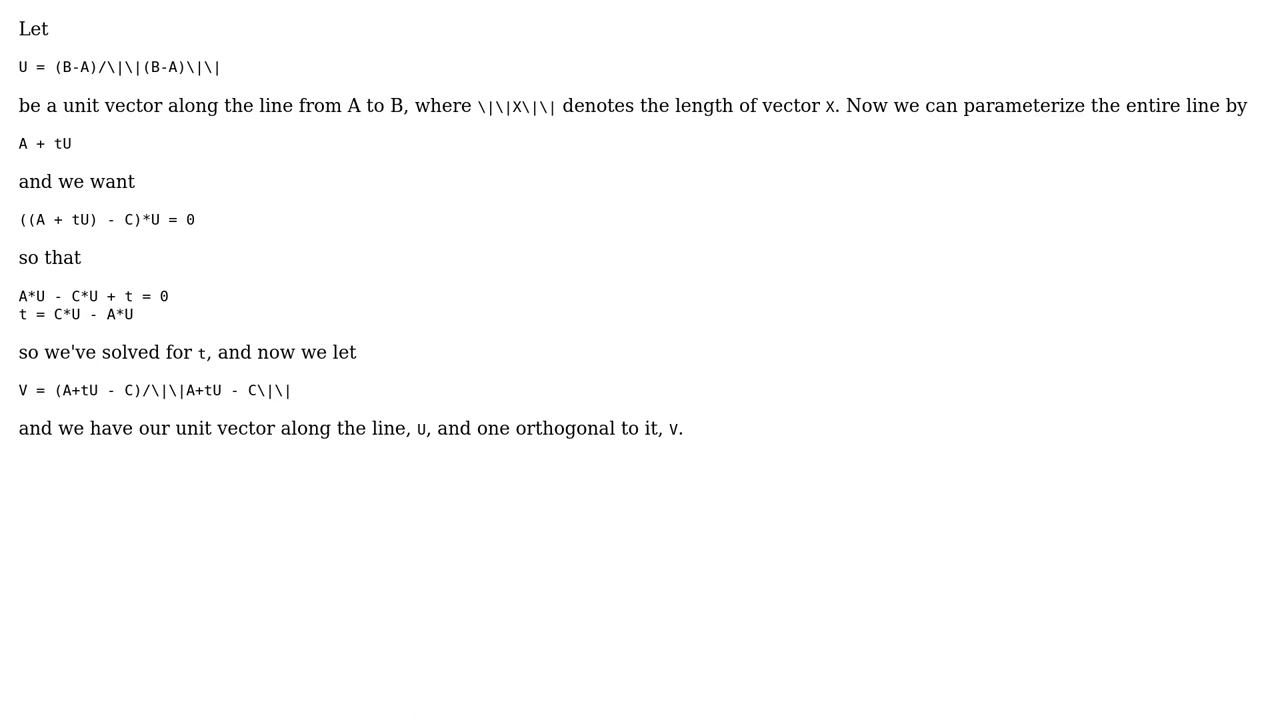 Let
U = (B-A)/\|\|(B-A)\|\|
be a unit vector along the line from A to B, where \|\|X\|\| denotes the length of vector X. Now we can parameterize the entire line by
A + tU
and we want
((A + tU) - C)*U = 0
so that
A*U - C*U + t = 0
t = C*U - A*U
so we've solved for t, and now we let
V = (A+tU - C)/\|\|A+tU - C\|\|
and we have our unit vector along the line, U, and one orthogonal to it, V.